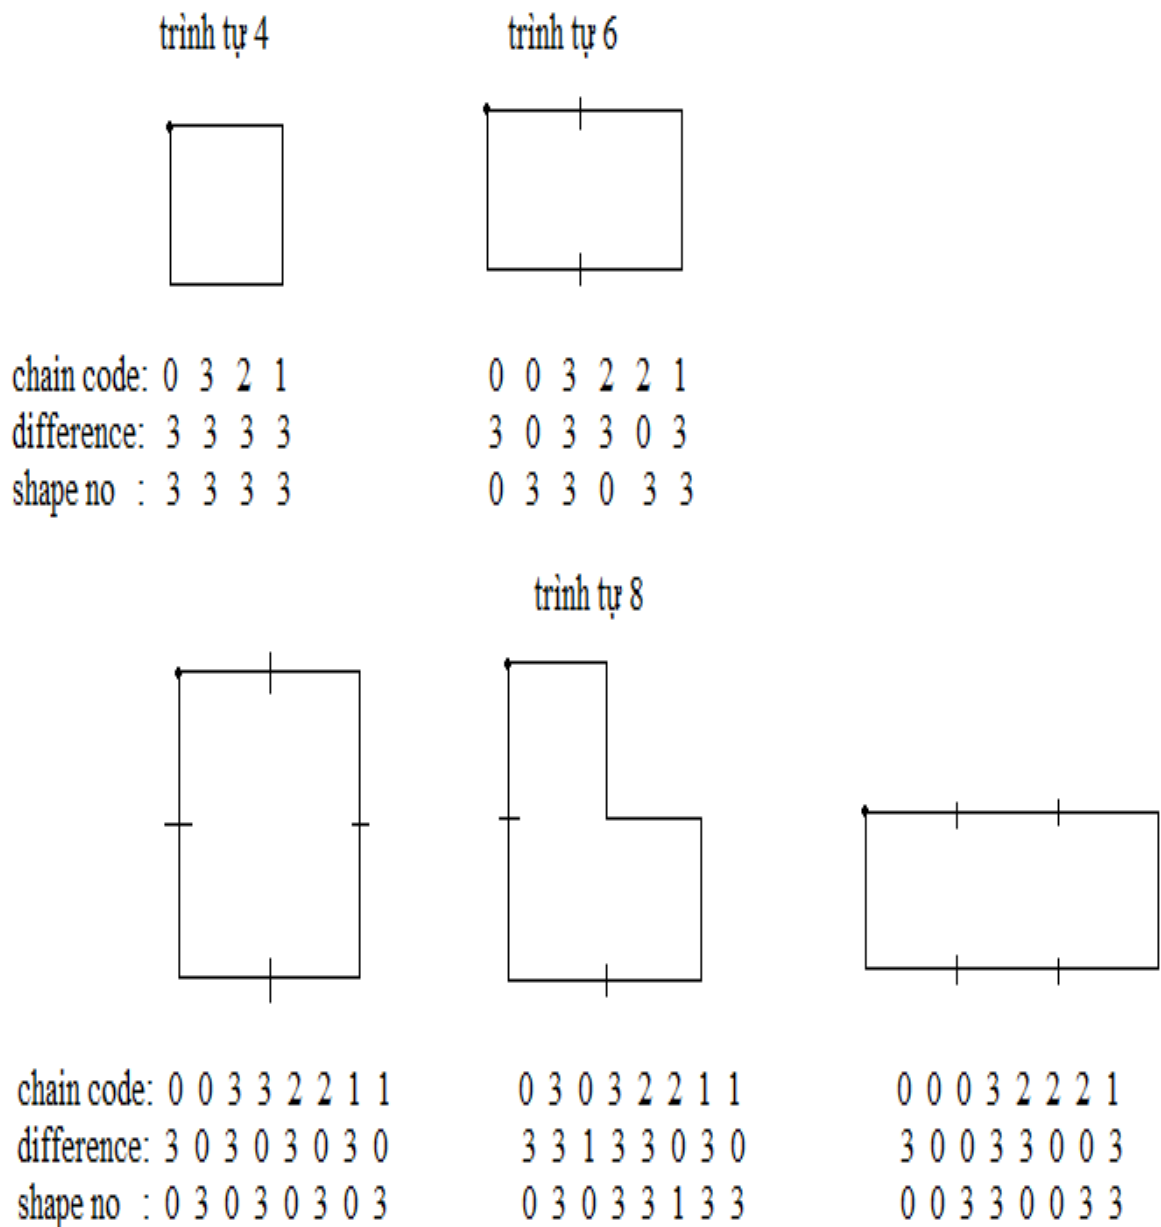 trình tự 4 trình tự 6
chain code: 0 3 2 1 0 0 3 2 2 1
difference: 3 3 3 3 3 0 3 3 0 3
shape no : 3 3 3 3 0 3 3 0 3 3
trình tự 8
chain code: 0 0 3 3 2 2 1 1 0 3 0 3 2 2 1 1 0 0 0 3 2 2 2 1
difference: 3 0 3 0 3 0 3 0 3 3 1 3 3 0 3 0 3 0 0 3 3 0 0 3
shape no : 0 3 0 3 0 3 0 3 0 3 0 3 3 1 3 3 0 0 3 3 0 0 3 3